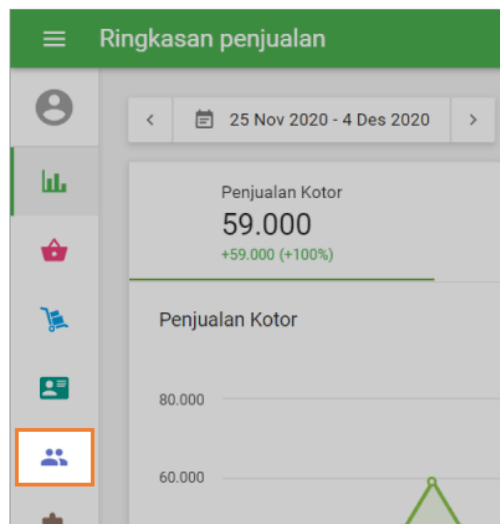 Ringkasan penjualan
25 Nov 2020 - 4 Des 2020
Penjualan Kotor
59.000
+59.000 (+100%)
Penjualan Kotor
80.000
60.000